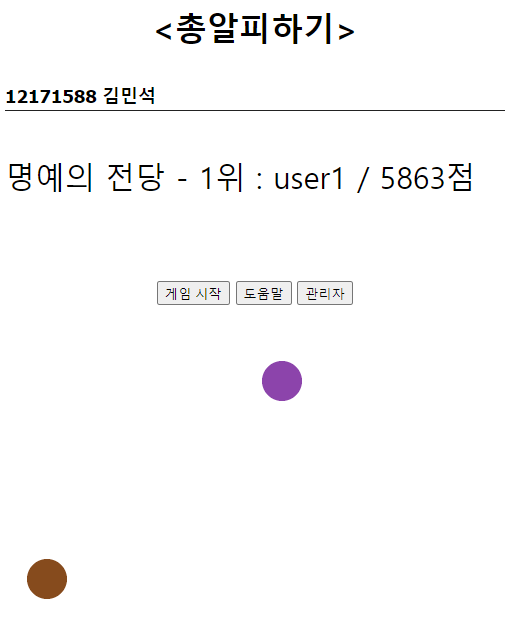 <총알피하기>
12171588 김민석
명예의 전당 - 1위 : user1 / 5863점
게임 시작 도움말 관리자